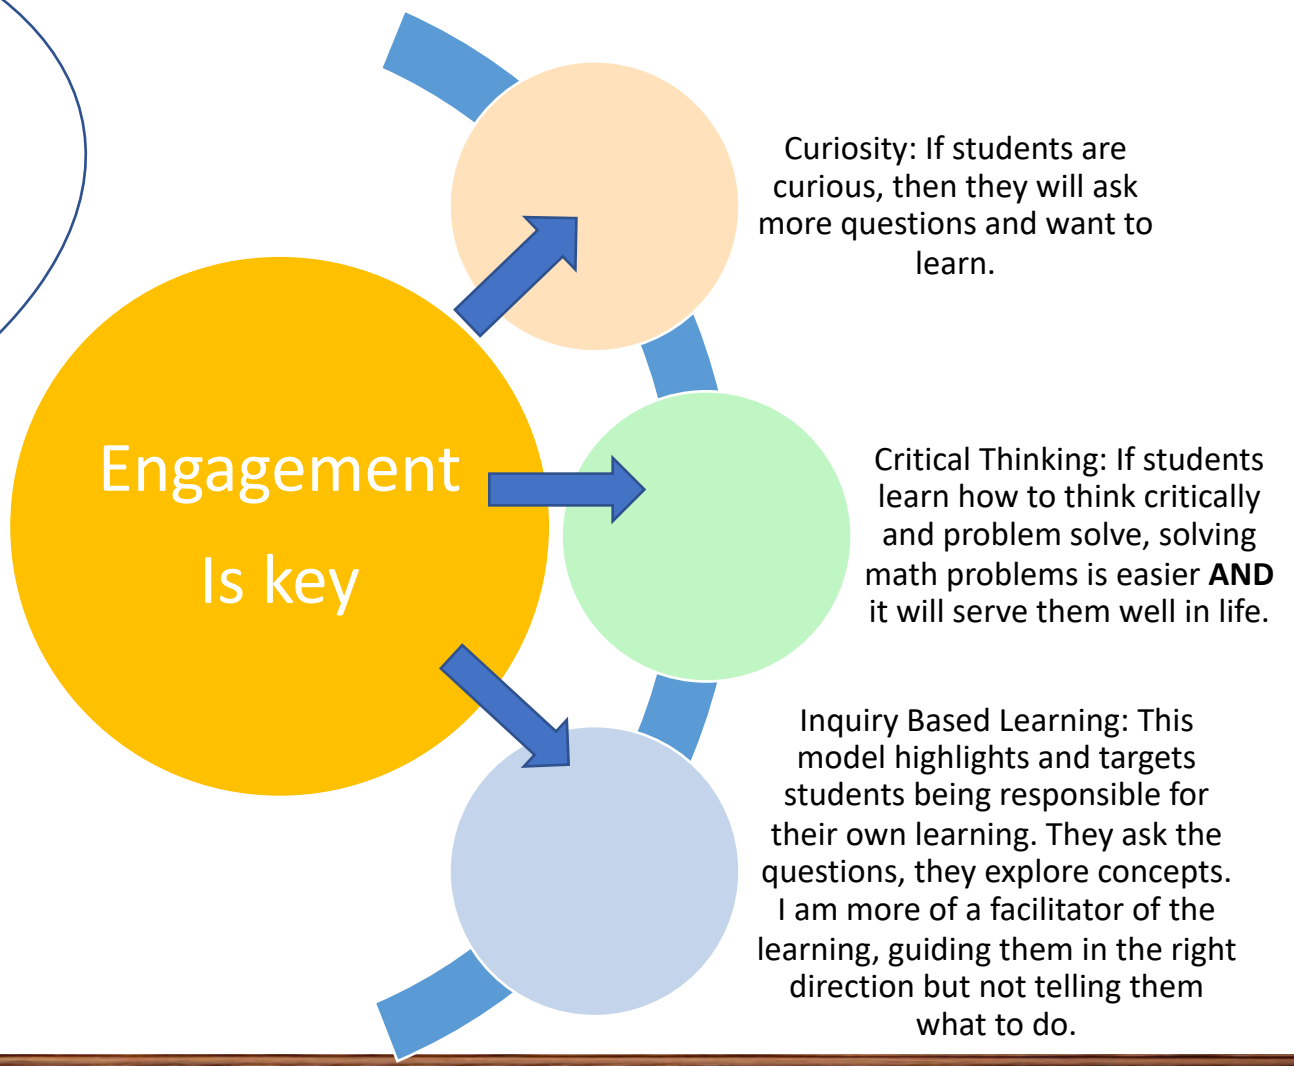 Engagement
Is key
Curiosity: If students are
curious, then they will ask
more questions and want to
learn.
Critical Thinking: If students
learn how to think critically
and problem solve, solving
math problems is easier AND
it will serve them well in life.
Inquiry Based Learning: This
model highlights and targets
students being responsible for
their own learning. They ask the
questions, they explore concepts.
I am more of a facilitator of the
learning, guiding them in the right
direction but not telling them
what to do.